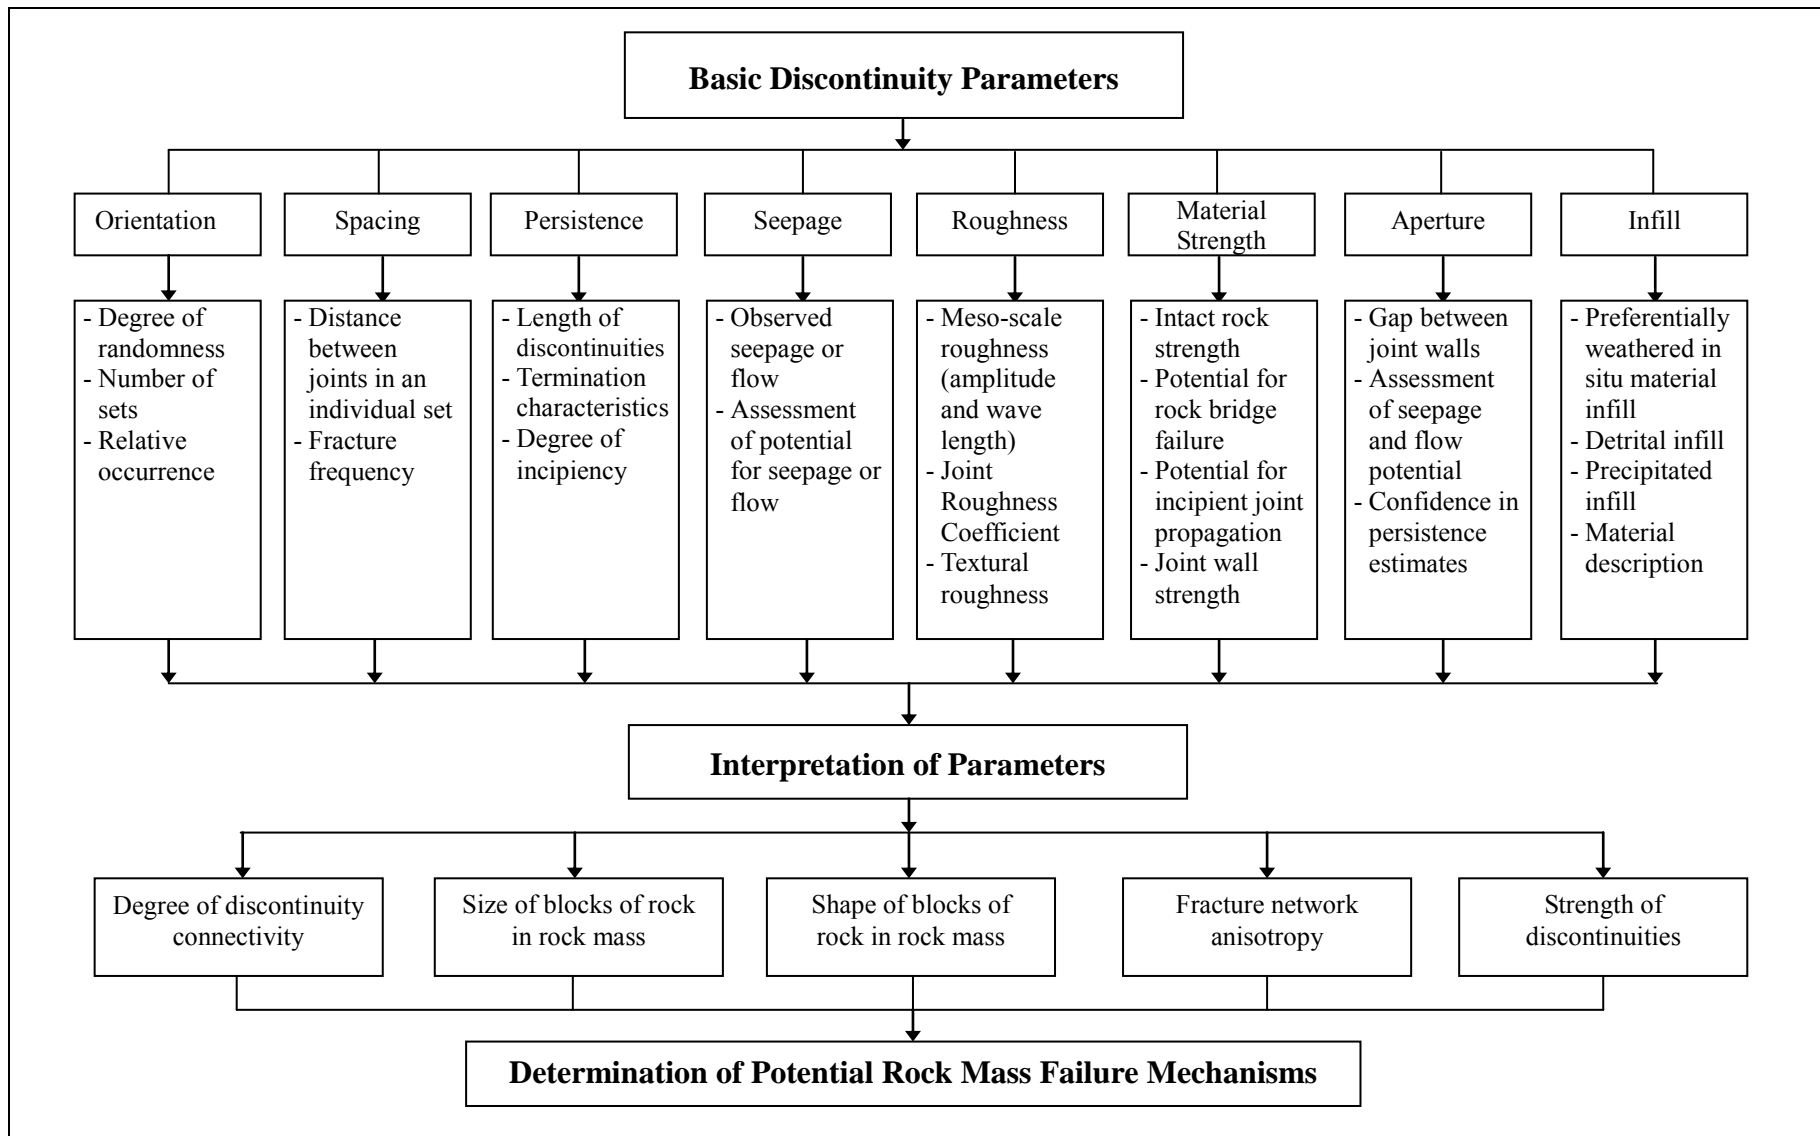 Basic Discontinuity Parameters
Orientation
Spacing
Persistence
Seepage
Roughness
Material
Strength
Aperture
Infill
- Degree of
randomness
- Number of
sets
- Relative
occurrence
- Distance
between
joints in an
individual set
- Fracture
frequency
- Length of
discontinuities
- Termination
characteristics
- Degree of
incipiency
- Observed
seepage or
flow
- Assessment
of potential
for seepage or
flow
- Meso-scale
roughness
(amplitude
and wave
length)
- Joint
Roughness
Coefficient
- Textural
roughness
- Intact rock
strength
- Potential for
rock bridge
failure
- Potential for
incipient joint
propagation
- Joint wall
strength
- Gap between
joint walls
- Assessment
of seepage
and flow
potential
- Confidence in
persistence
estimates
- Preferentially
weathered in
situ material
infill
- Detrital infill
- Precipitated
infill
- Material
description
Interpretation of Parameters
Degree of discontinuity
connectivity
Size of blocks of rock
in rock mass
Shape of blocks of
rock in rock mass
Fracture network
anisotropy
Strength of
discontinuities
Determination of Potential Rock Mass Failure Mechanisms